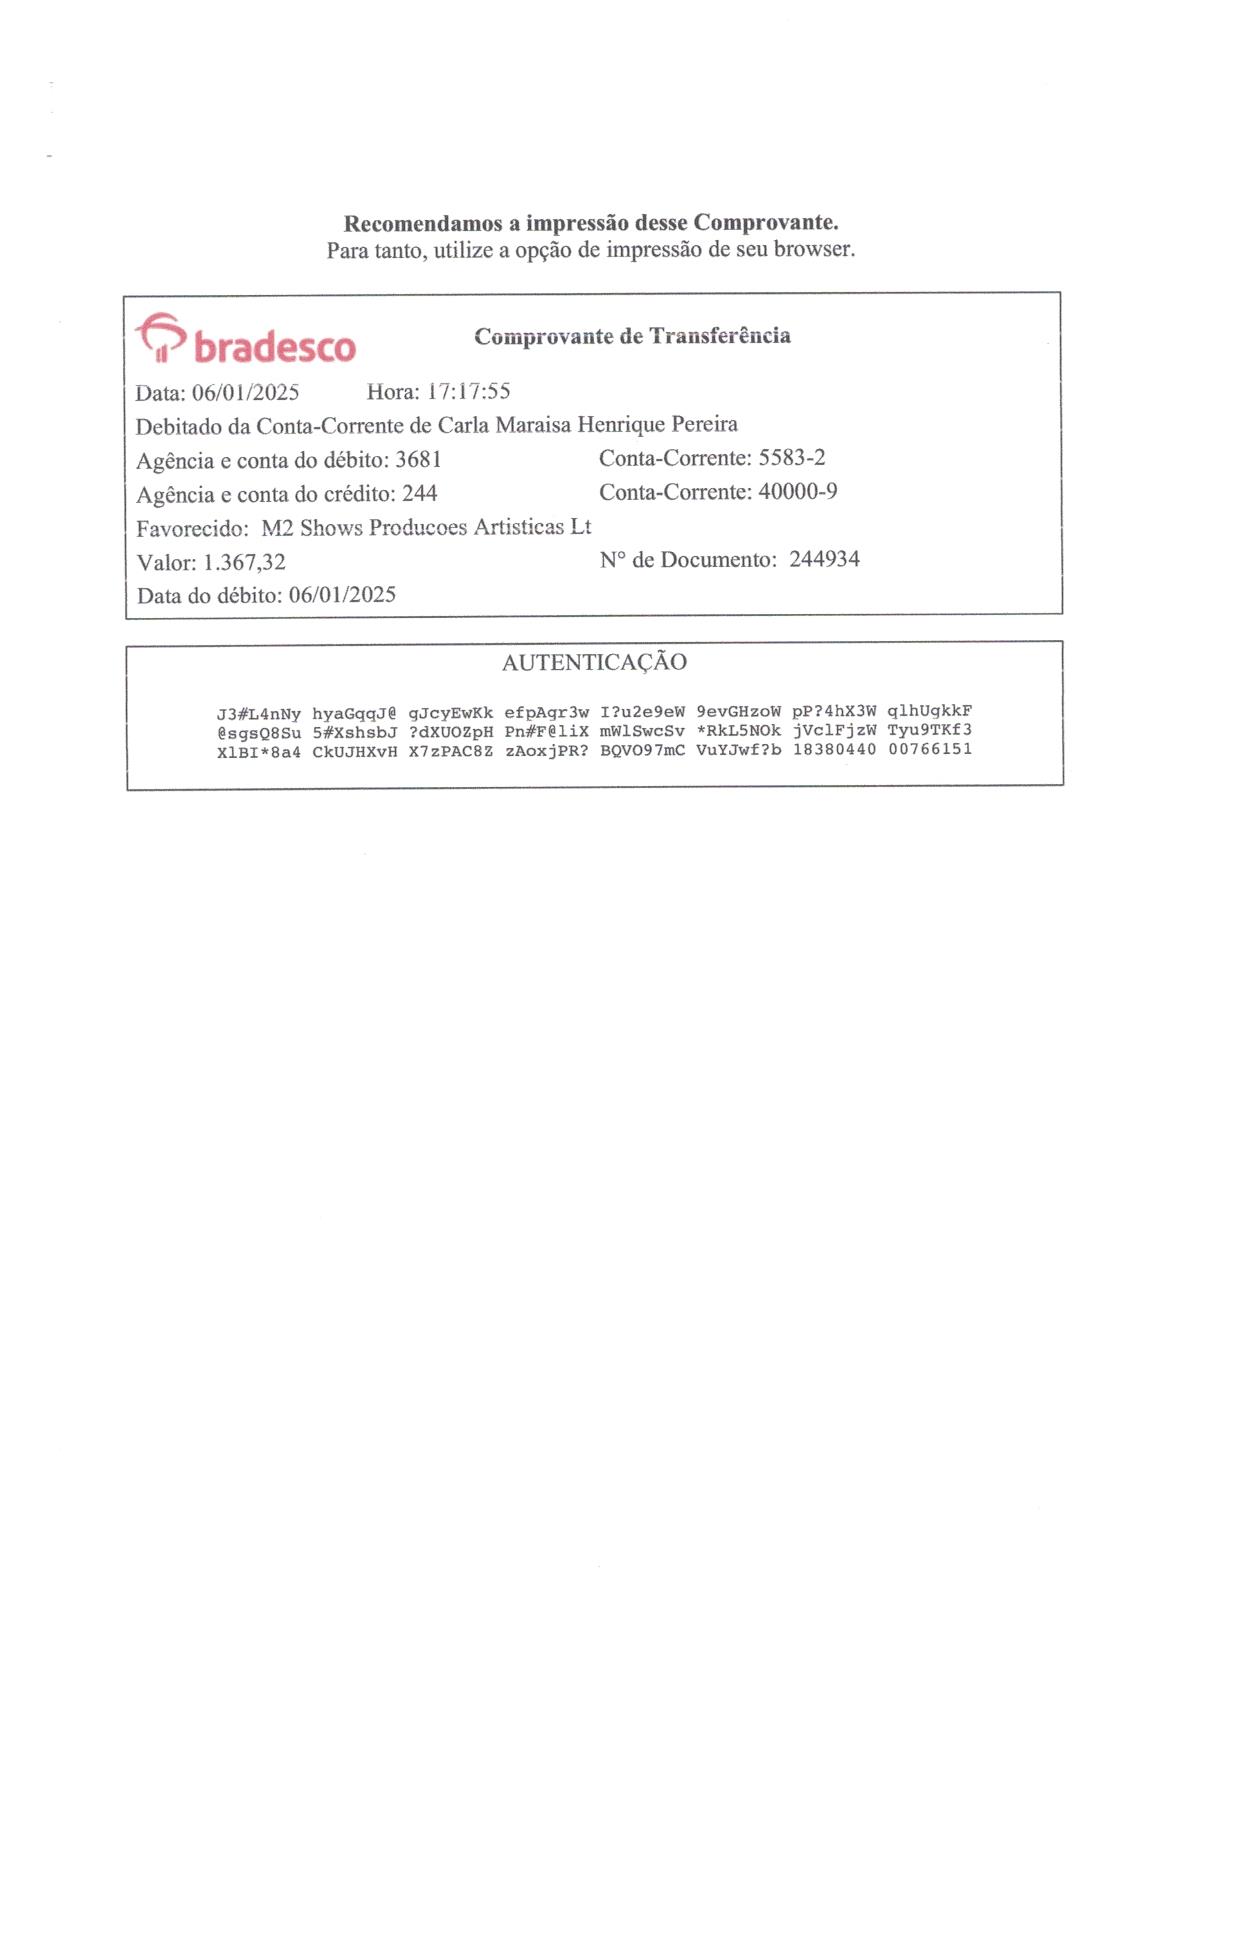 Recomendamos a impressão desse Comprovante.
Para tanto, utilize a opção de impressão de seu browser.
bradesco Comprovante de Transferência
Data: 06/01/2025 Hora: 17:17:55
Debitado da Conta-Corrente de Carla Maraisa Henrique Pereira
Agência e conta do débito: 3681 Conta-Corrente: 5583-2
Agência e conta do crédito: 244 Conta-Corrente: 40000-9
Favorecido: M2 Shows Producoes Artisticas Lt
Valor: 1.367,32 N° de Documento: 244934
Data do débito: 06/01/2025
AUTENTICAÇÃO
J3#L4nNy hyaGqqJ@ gJcyEwKk efpAgr3w I?u2e9eW 9evGHzoW pP?4hX3W qlhUgkkF
@sgsQ8Su 5#XshsbJ ?dXUOZpH Pn#F@liX mWlSwcSv *RkL5NOk jVclFjzW Tyu9TKf3
XlBI*8a4 CkUJHXvH X7zPAC8Z zAoxjPR? BQVO97mC VuYJwf?b 18380440 00766151